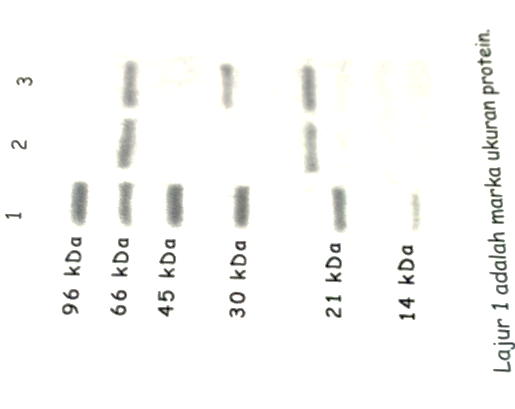 1 2 3
96 kDa
66 kDa
45 kDa
30 kDa
21 kDa
14 kDa
Lajur 1 adalah marka ukuran protein.